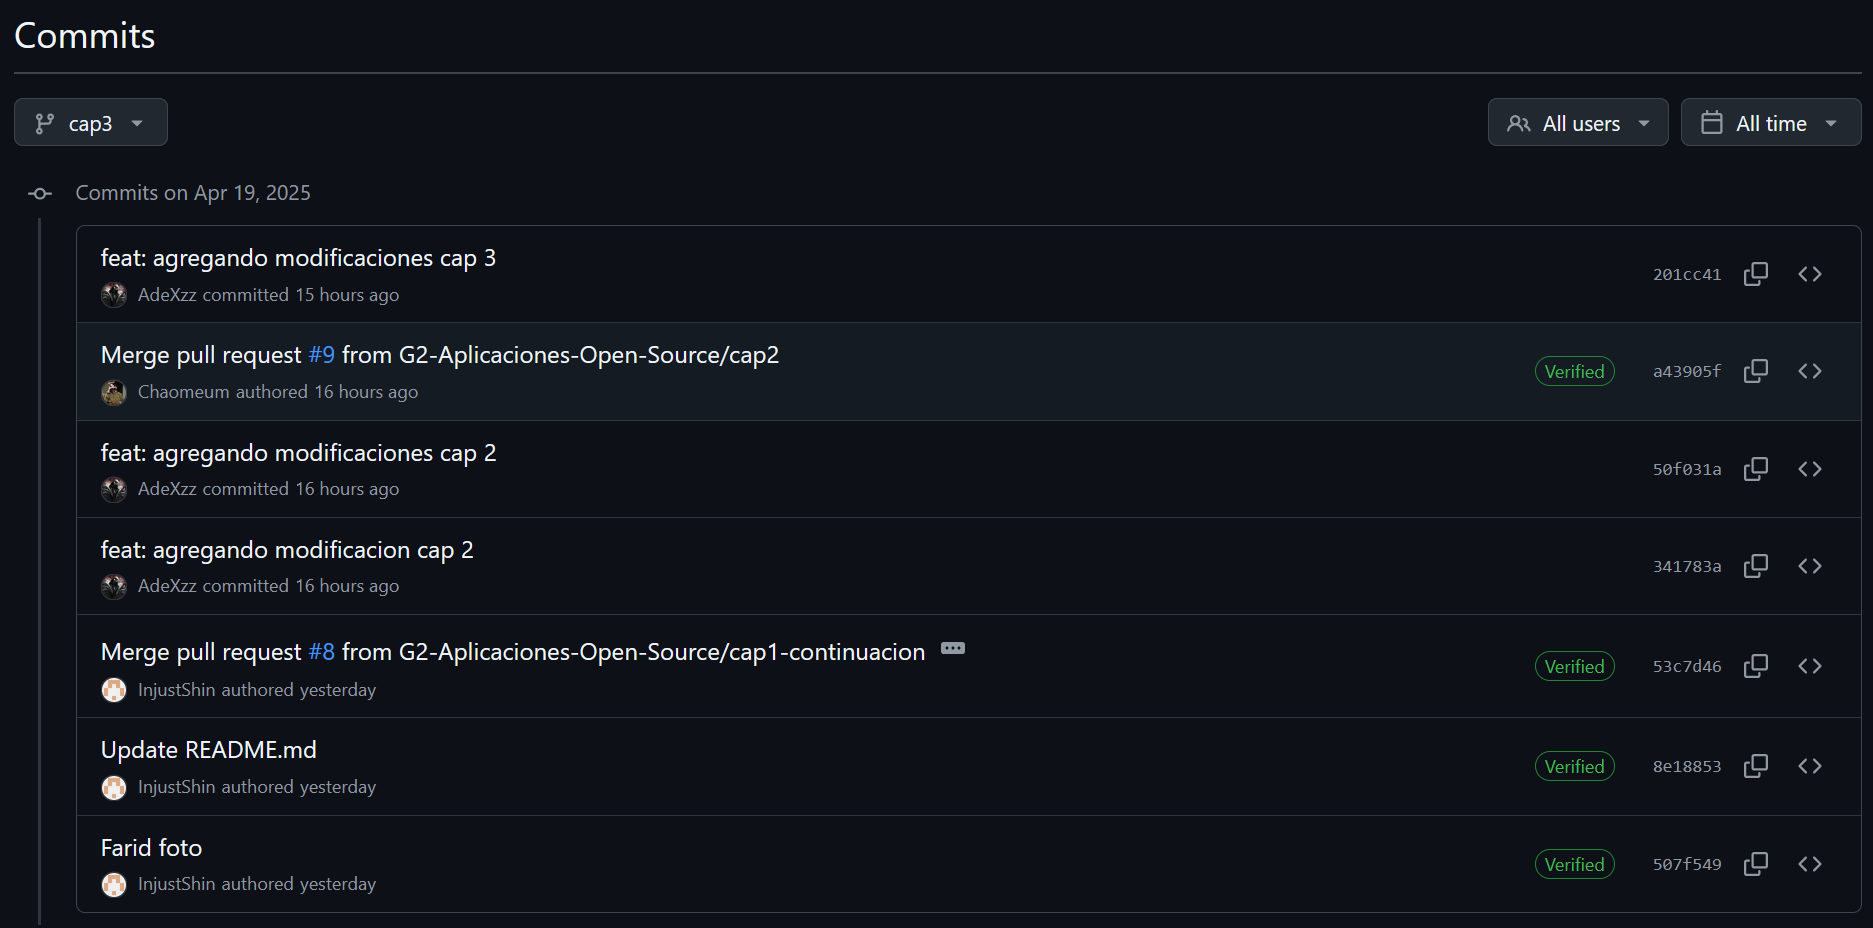 Commits
cap3
All users
All time
Commits on Apr 19, 2025
feat: agregando modificaciones cap 3
AdeXzz committed 15 hours ago
201cc41
Merge pull request #9 from G2-Aplicaciones-Open-Source/cap2
Chaomeum authored 16 hours ago
Verified
a43905f
feat: agregando modificaciones cap 2
AdeXzz committed 16 hours ago
50f031a
feat: agregando modificacion cap 2
AdeXzz committed 16 hours ago
341783a
Merge pull request #8 from G2-Aplicaciones-Open-Source/cap1-continuacion
InjustShin authored yesterday
Verified
53c7d46
Update README.md
InjustShin authored yesterday
Verified
8e18853
Farid foto
InjustShin authored yesterday
Verified
507f549